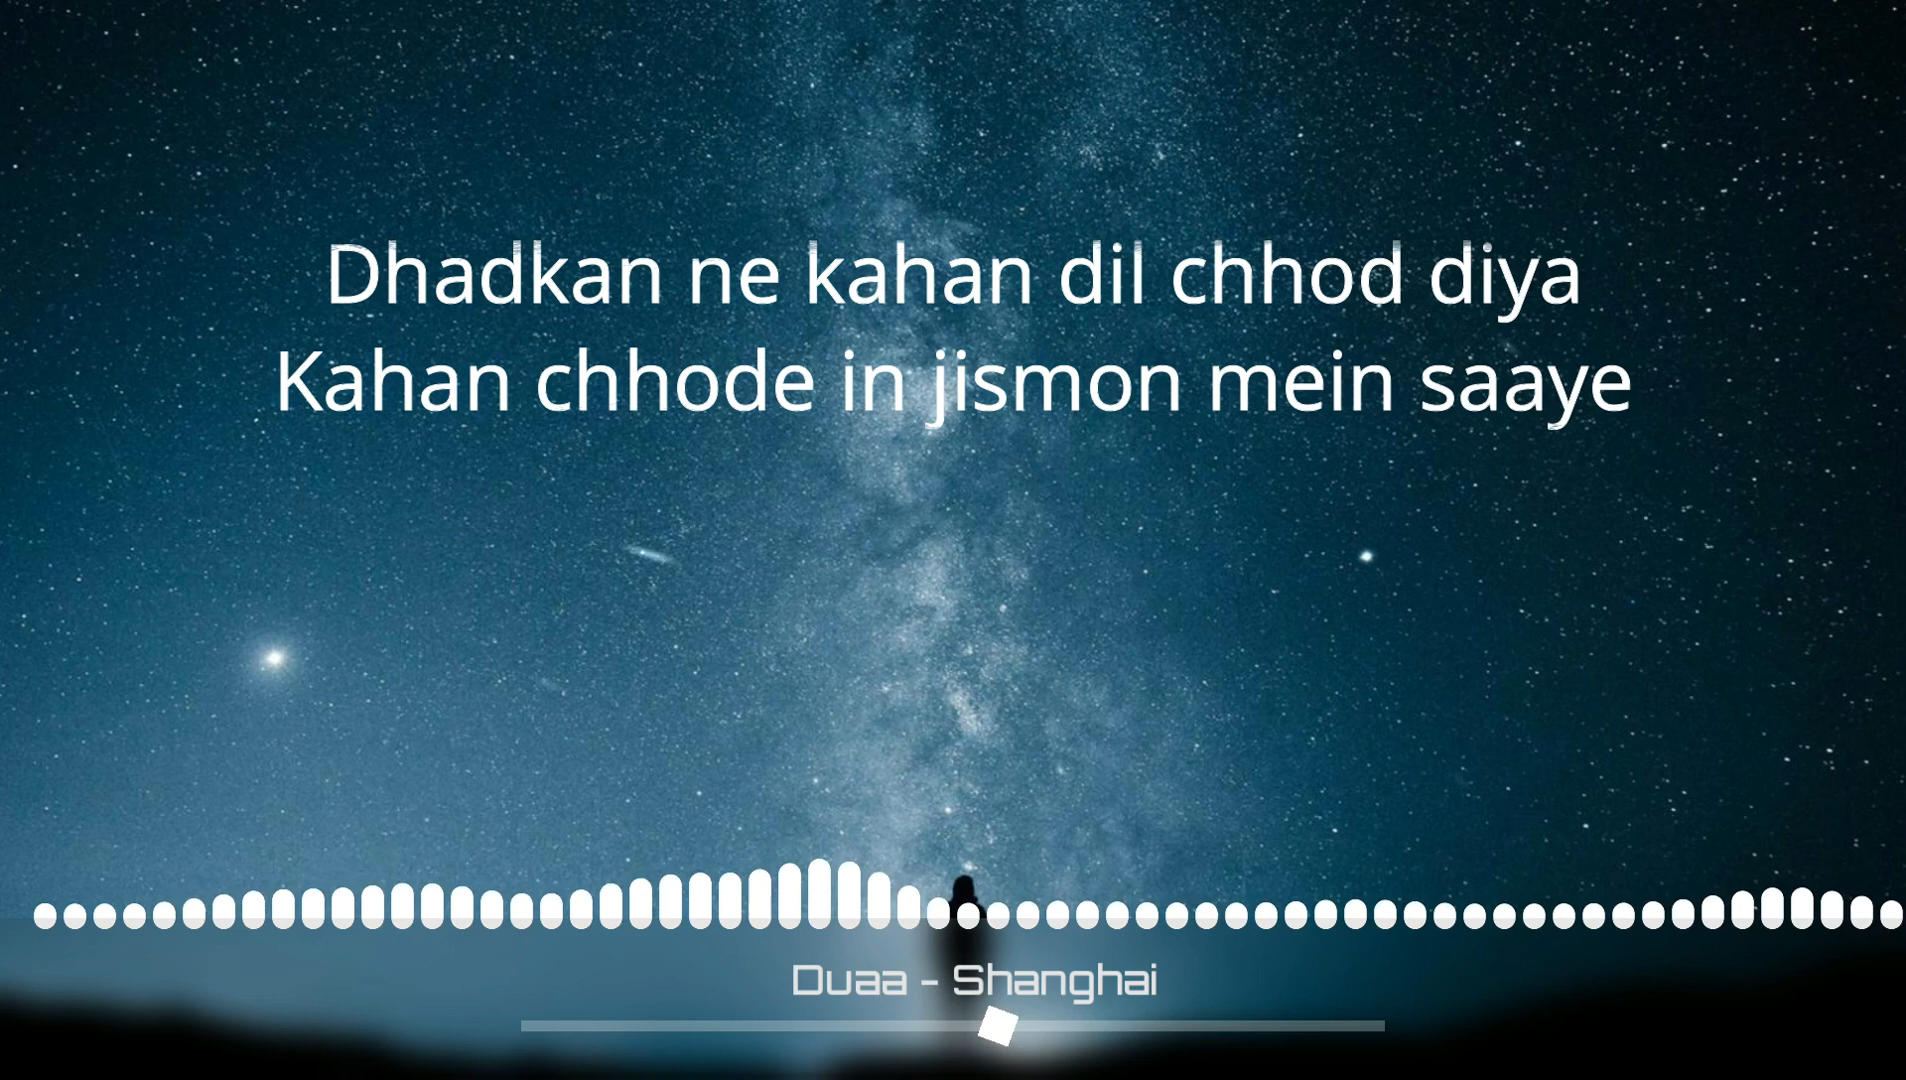 Dhadkan ne kahan dil chhod diya
Kahan chhode in jismon mein saaye
Duaa - Shanghai